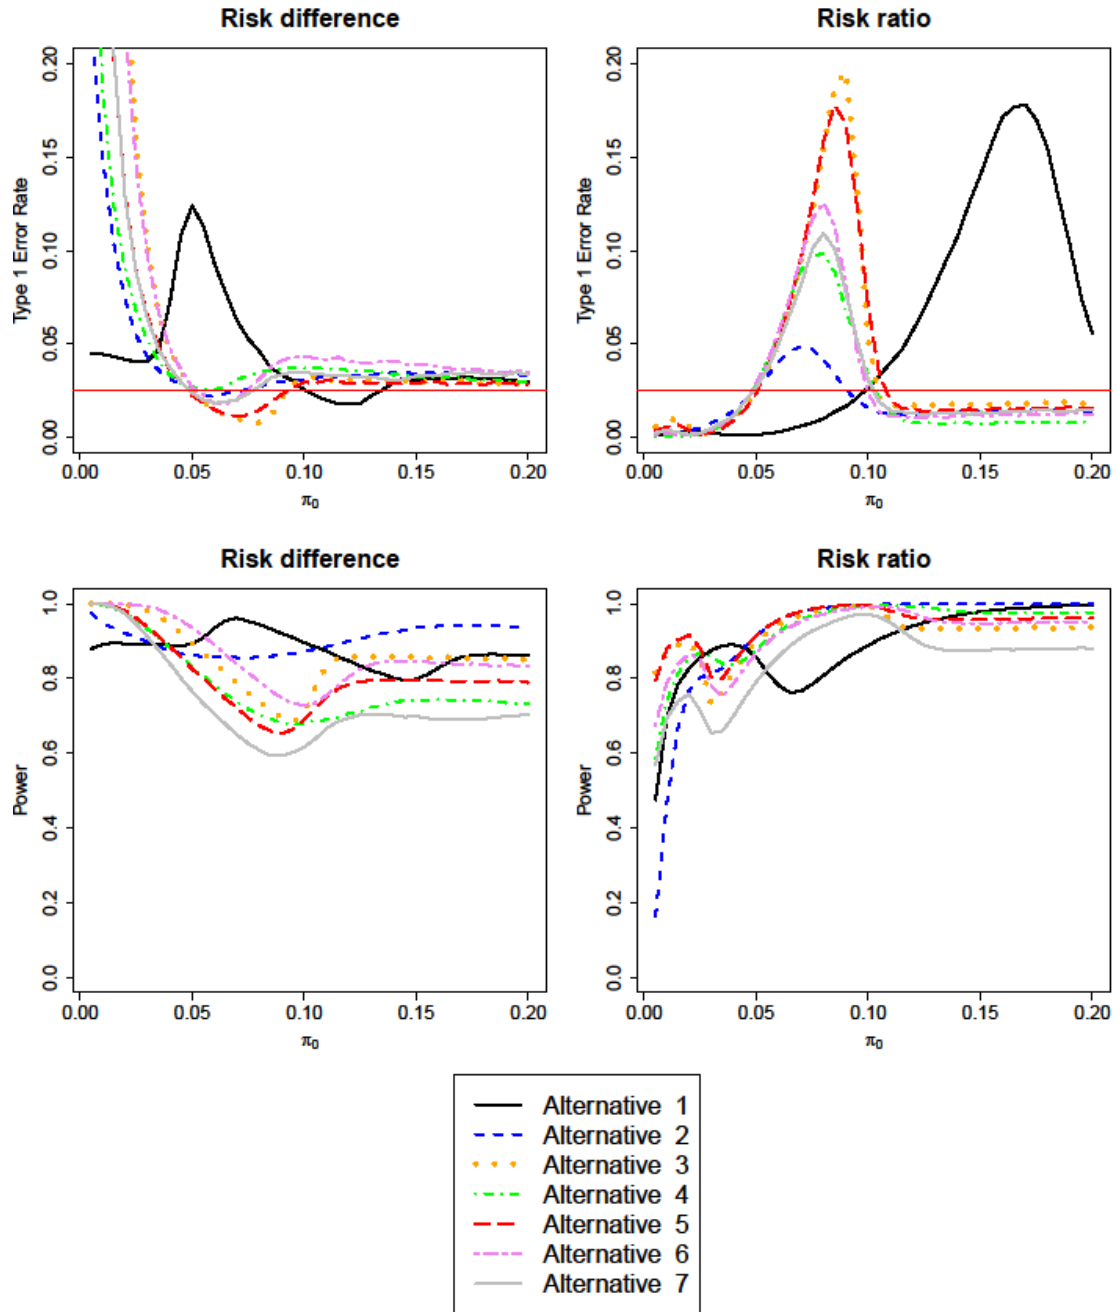 Risk difference
Risk ratio
Type 1 Error Rate
0.00 0.05 0.10 0.15 0.20
0.00 0.05 0.10 0.15 0.20
π₀
Type 1 Error Rate
0.00 0.05 0.10 0.15 0.20
0.00 0.05 0.10 0.15 0.20
π₀
Risk difference
Risk ratio
Power
0.0 0.2 0.4 0.6 0.8 1.0
0.00 0.05 0.10 0.15 0.20
π₀
Power
0.0 0.2 0.4 0.6 0.8 1.0
0.00 0.05 0.10 0.15 0.20
π₀
Alternative 1
Alternative 2
Alternative 3
Alternative 4
Alternative 5
Alternative 6
Alternative 7